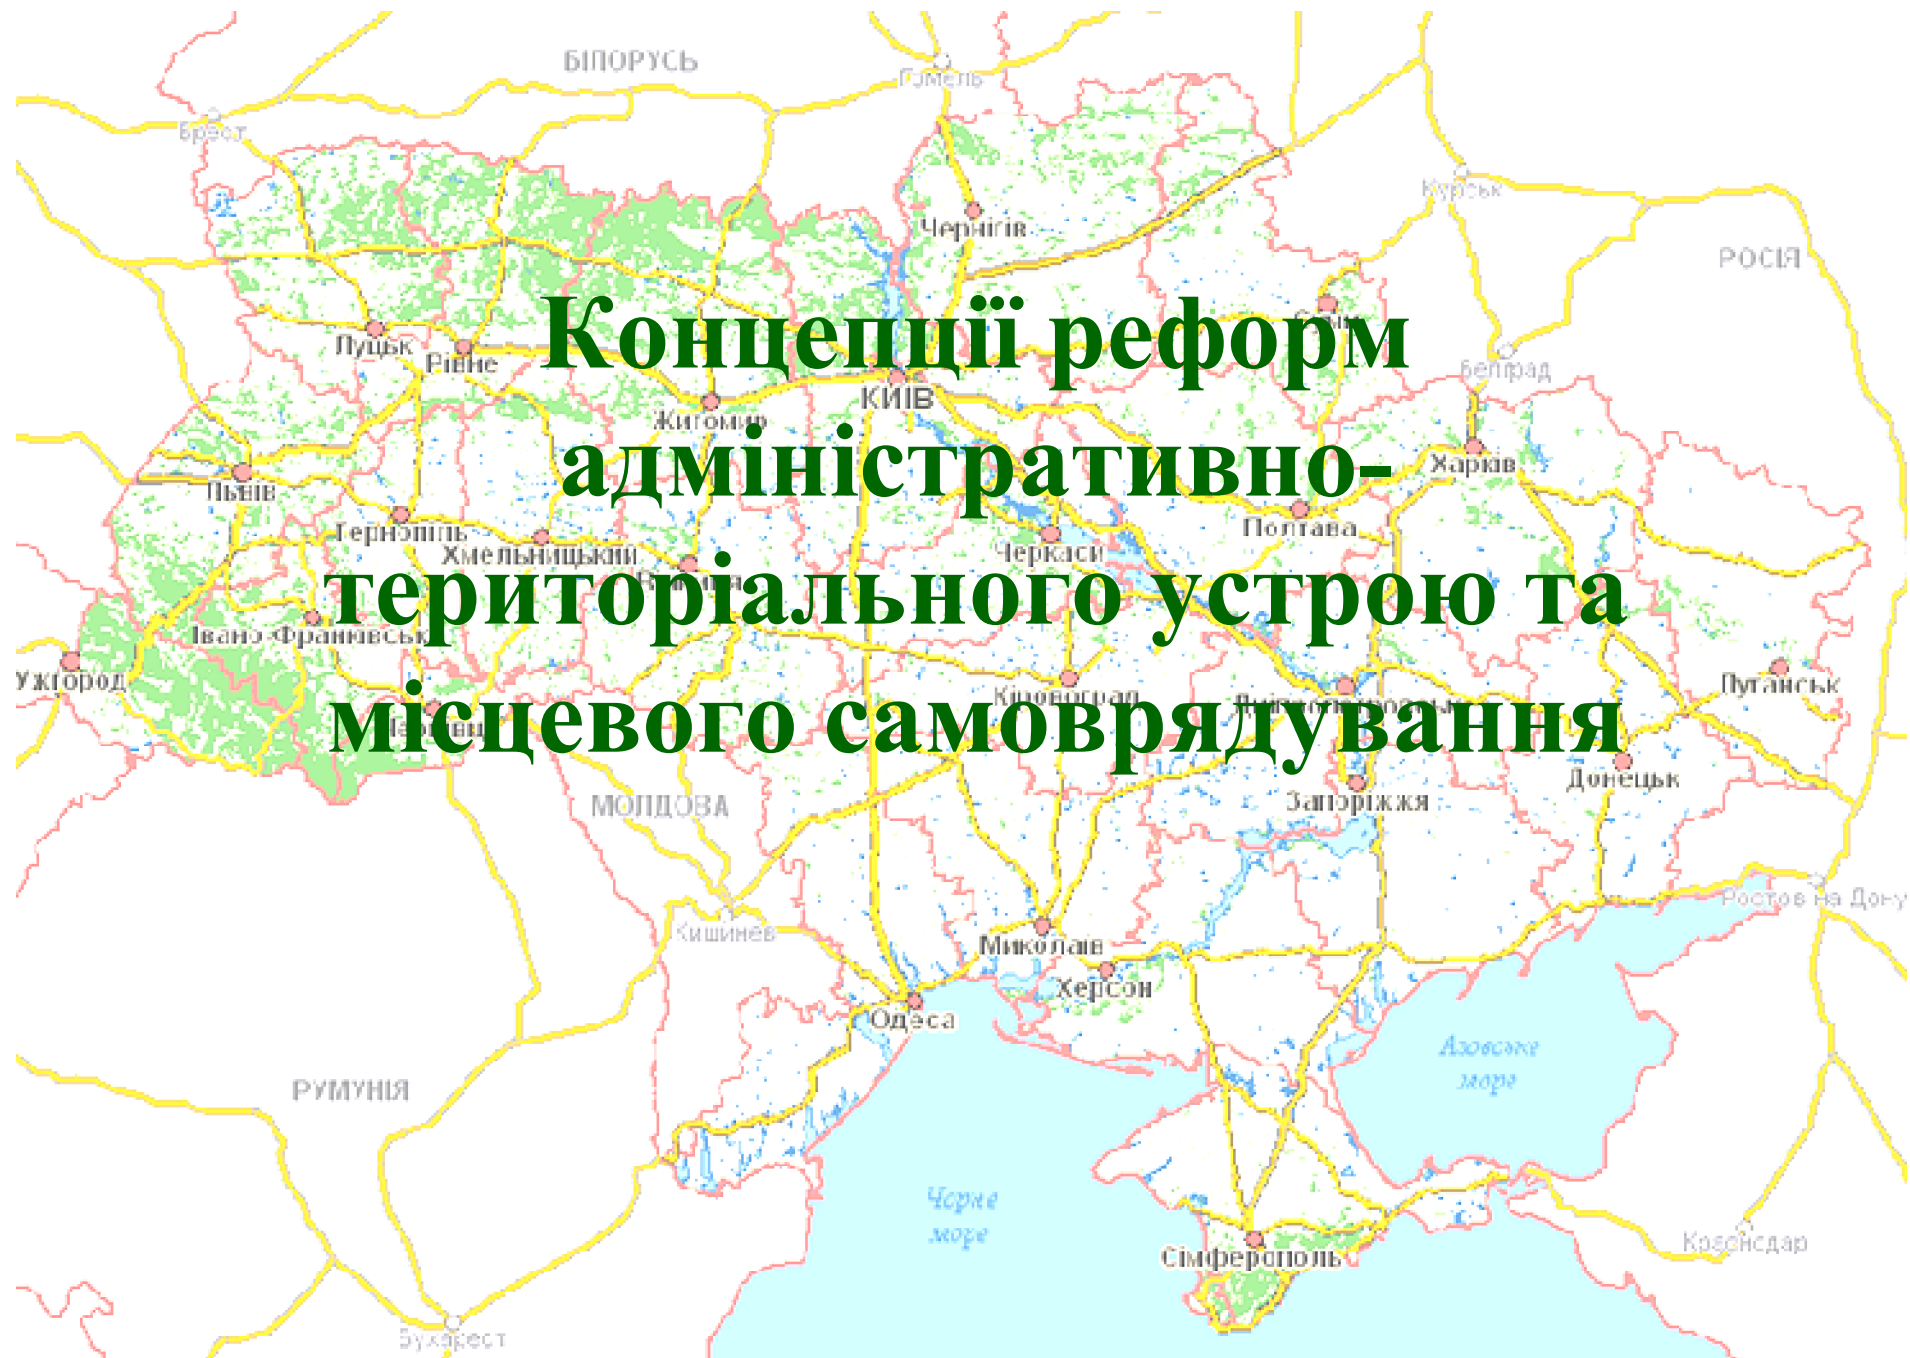 БІЛОРУСЬ
Гомель
Брест
Курськ
Чернігів
РОСІЯ
Концепції реформ
Луцьк
Рівне
Белград
КИЇВ
Житомир
адміністративно-
Харків
Львів
Полтава
Тернопіль
Хмельницький
Черкаси
територіального устрою та
Івано-Франківськ
Ужгород
Луганськ
Кіровоград
місцевого самоврядування
Донецьк
МОЛДОВА
Запоріжжя
Ростов на Дону
Кишинёв
Миколаїв
Херсон
Одеса
Азовське
море
РУМУНІЯ
Чорне
море
Краснодар
Сімферополь
Бухарест